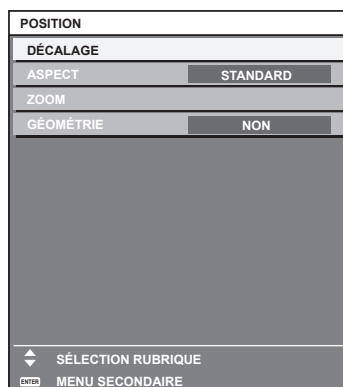 POSITION
DÉCALAGE
ASPECT STANDARD
ZOOM
GÉOMÉTRIE NON
SÉLECTION RUBRIQUE
ENTER MENU SECONDAIRE